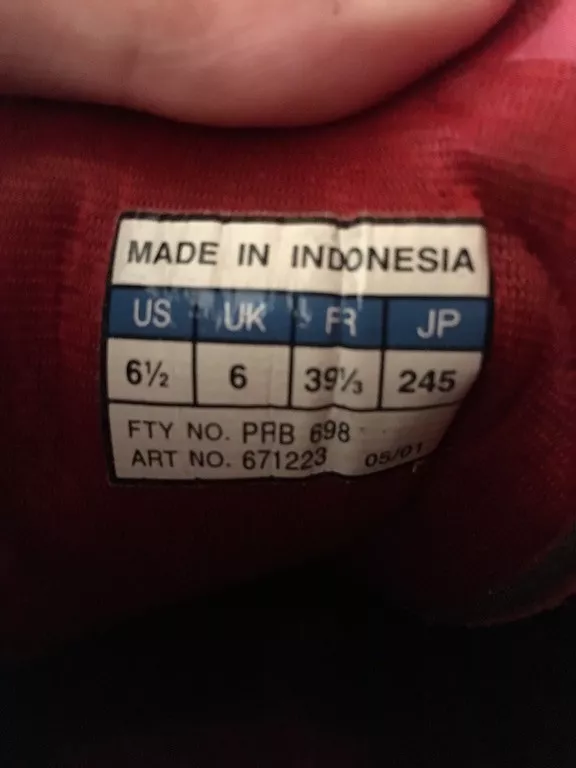 MADE IN INDONESIA
US UK FR JP
6½ 6 39⅓ 245
FTY NO. PRB 698
ART NO. 671223 05/01